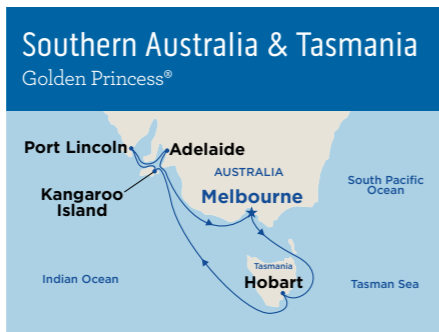 Southern Australia & Tasmania
Golden Princess®
Port Lincoln
Adelaide
AUSTRALIA
South Pacific
Ocean
Kangaroo
Island
Melbourne
Indian Ocean
Tasmania
Hobart
Tasman Sea